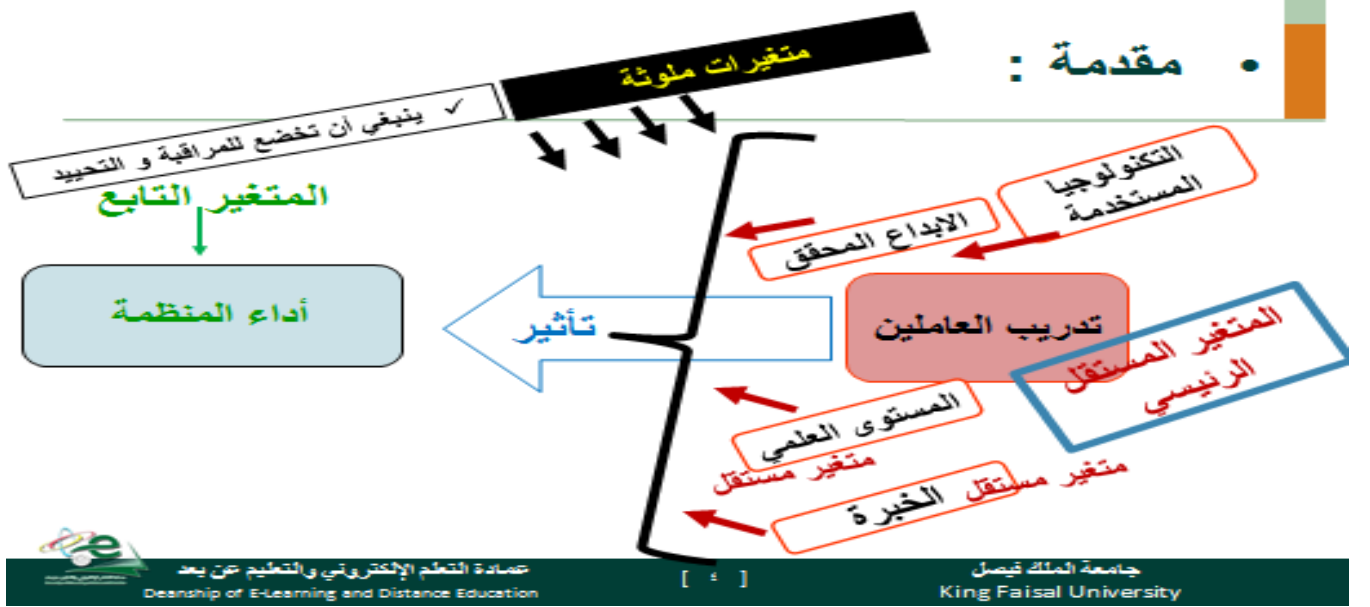 • مقدمة :
متغيرات ملوثة
✓ ينبغي أن تخضع للمراقبة و التحييد
المتغير التابع
التكنولوجيا
المستخدمة
الابداع المحقق
أداء المنظمة
تأثير
تدريب العاملين
المتغير المستقل
الرئيسي
المستوى العلمي
متغير مستقل
الخبرة
متغير مستقل
جامعة الملك فيصل
King Faisal University
[ ٤ ]
عمادة التعلم الإلكتروني والتعليم عن بعد
Deanship of E-Learning and Distance Education